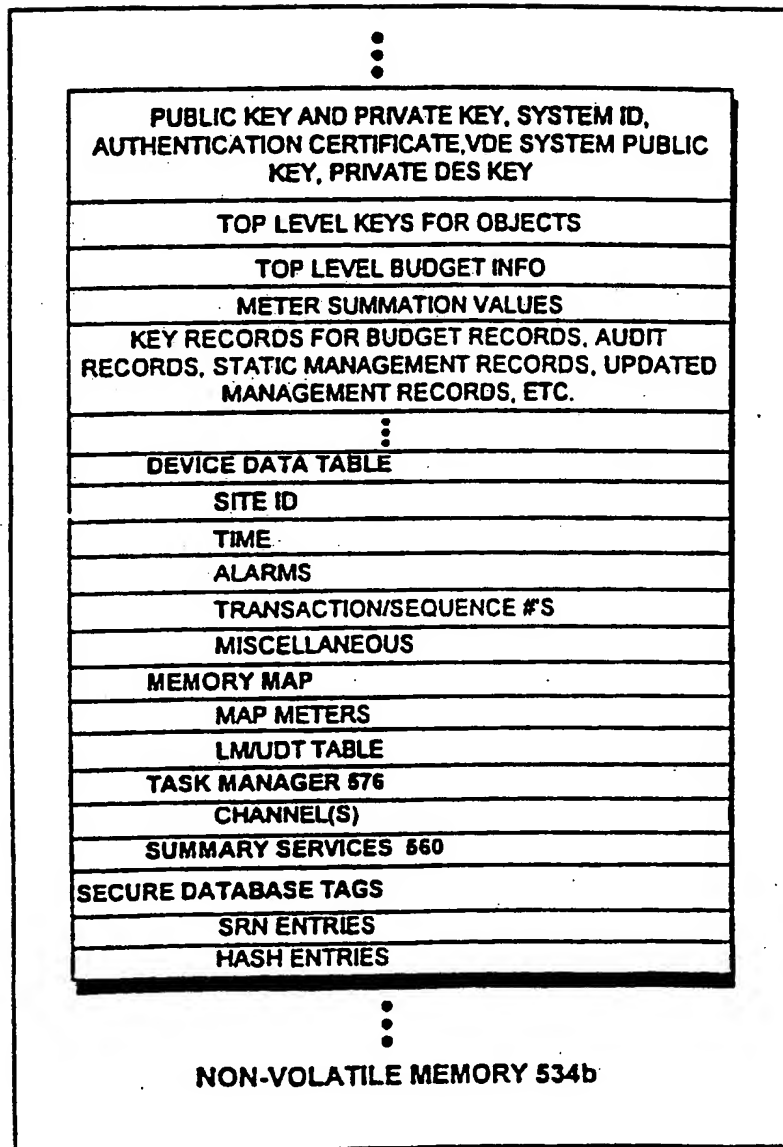 PUBLIC KEY AND PRIVATE KEY, SYSTEM ID,
AUTHENTICATION CERTIFICATE,VDE SYSTEM PUBLIC
KEY, PRIVATE DES KEY
TOP LEVEL KEYS FOR OBJECTS
TOP LEVEL BUDGET INFO
METER SUMMATION VALUES
KEY RECORDS FOR BUDGET RECORDS, AUDIT
RECORDS, STATIC MANAGEMENT RECORDS, UPDATED
MANAGEMENT RECORDS, ETC.
DEVICE DATA TABLE
SITE ID
TIME
ALARMS
TRANSACTION/SEQUENCE #'S
MISCELLANEOUS
MEMORY MAP
MAP METERS
LM/UDT TABLE
TASK MANAGER 576
CHANNEL(S)
SUMMARY SERVICES 560
SECURE DATABASE TAGS
SRN ENTRIES
HASH ENTRIES
NON-VOLATILE MEMORY 534b